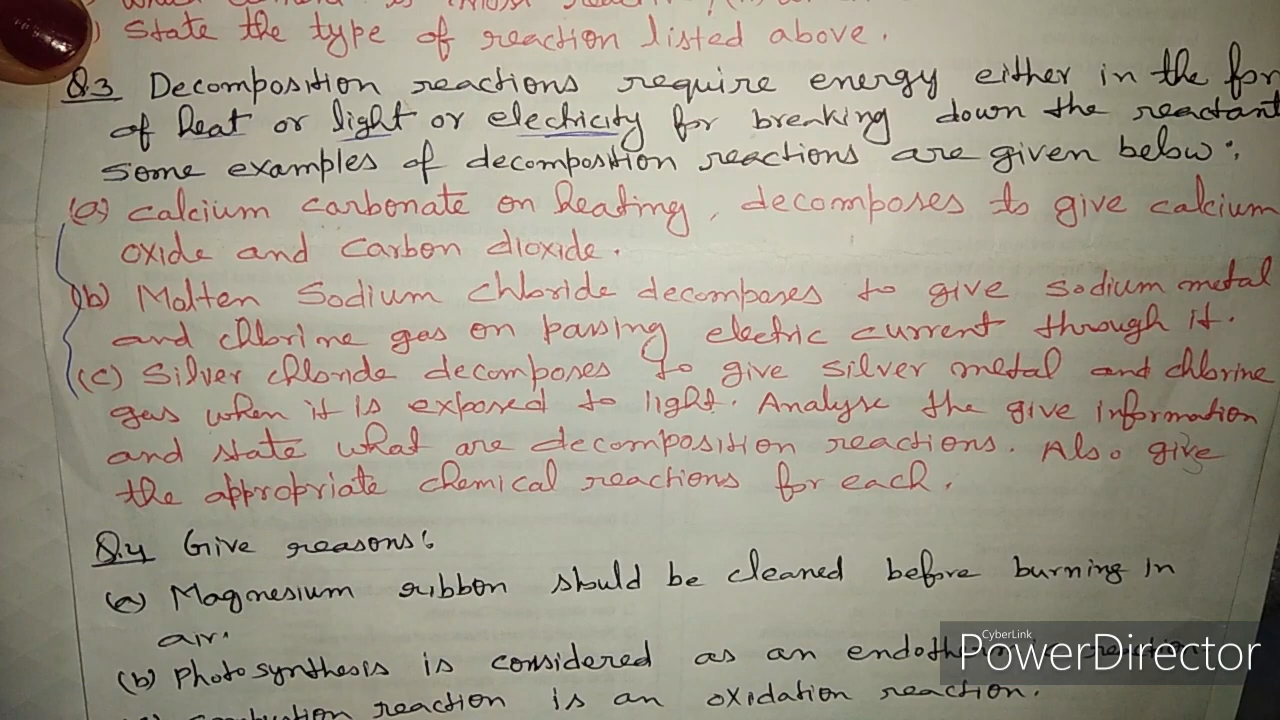 ) State the type of reaction listed above.
Q.3 Decomposition reactions require energy either in the for
of heat or light or electricity for breaking down the reactant
Some examples of decomposition reactions are given below:
(a) Calcium carbonate on heating, decomposes to give calcium
oxide and Carbon dioxide.
(b) Molten Sodium chloride decomposes to give sodium metal
and chlorine gas on passing electric current through it.
(c) Silver chloride decomposes to give silver metal and chlorine
gas when it is exposed to light. Analyse the give information
and state what are decomposition reactions. Also give
the appropriate chemical reactions for each.
Q.4 Give reasons:
(a) Magnesium ribbon should be cleaned before burning in
air.
(b) Photosynthesis is considered as an
reaction is an oxidation reaction.
CyberLink
PowerDirector